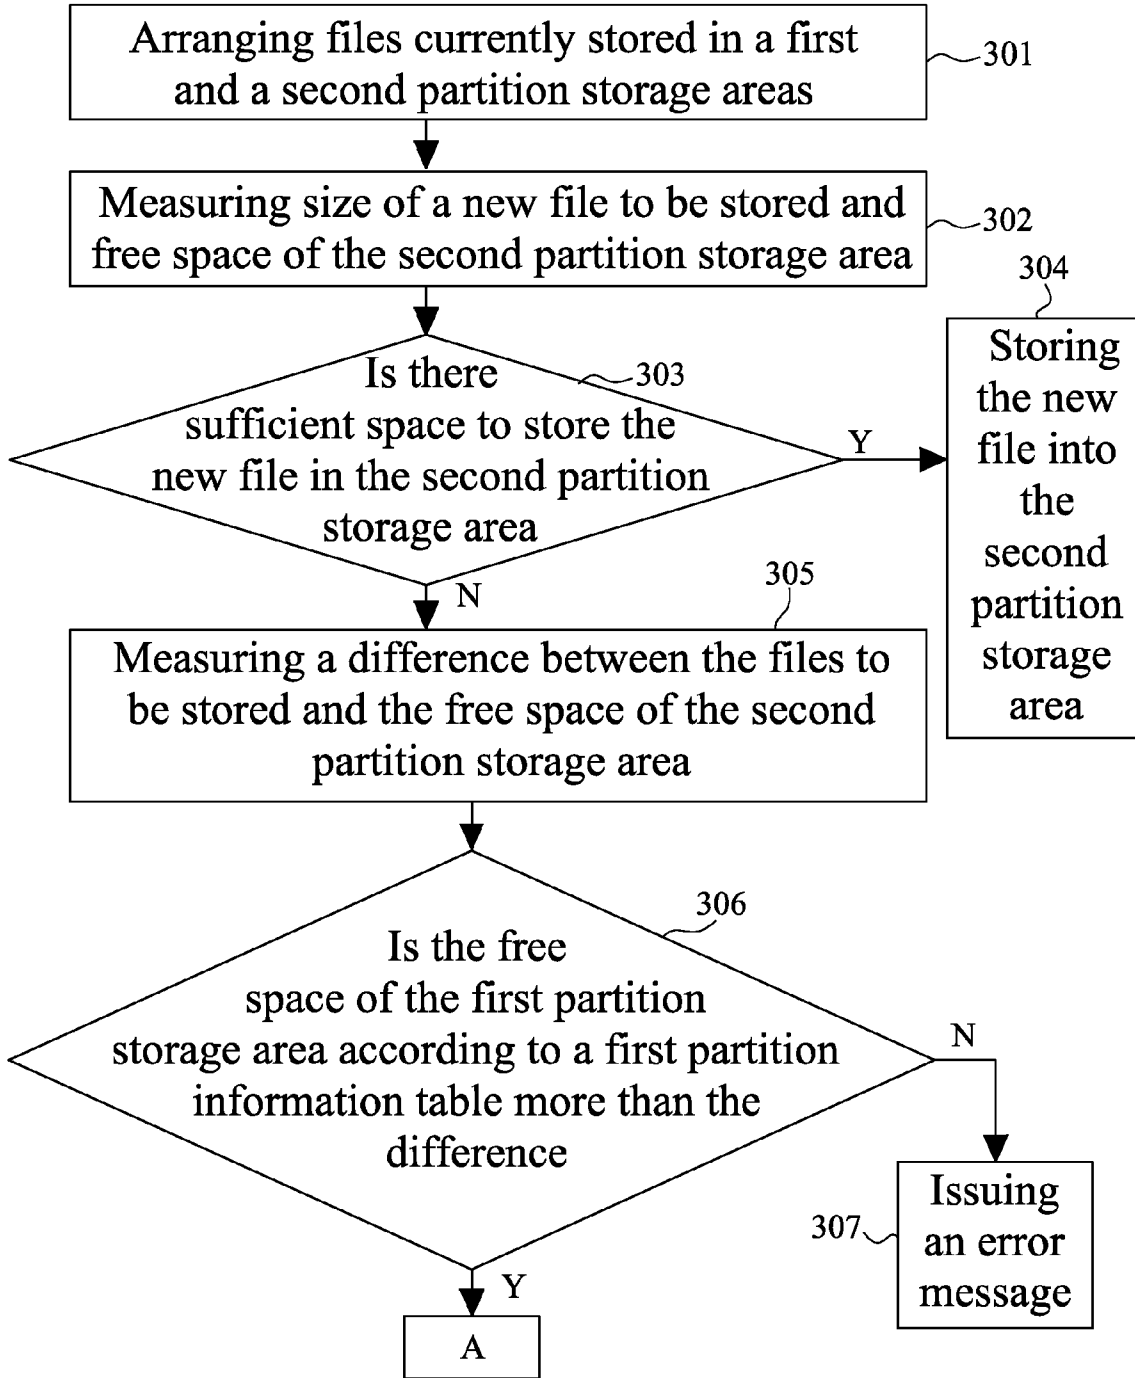 Arranging files currently stored in a first
and a second partition storage areas
301
Measuring size of a new file to be stored and
free space of the second partition storage area
302
Is there
sufficient space to store the
new file in the second partition
storage area
303
Y
304
Storing
the new
file into
the
second
partition
storage
area
N
305
Measuring a difference between the files to
be stored and the free space of the second
partition storage area
306
Is the free
space of the first partition
storage area according to a first partition
information table more than the
difference
N
307
Issuing
an error
message
Y
A